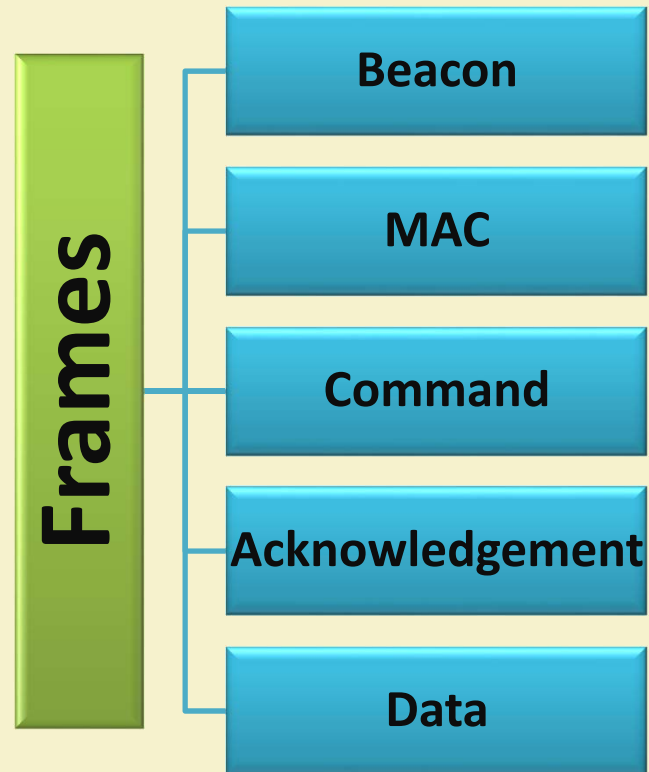 Frames
Beacon
MAC
Command
Acknowledgement
Data